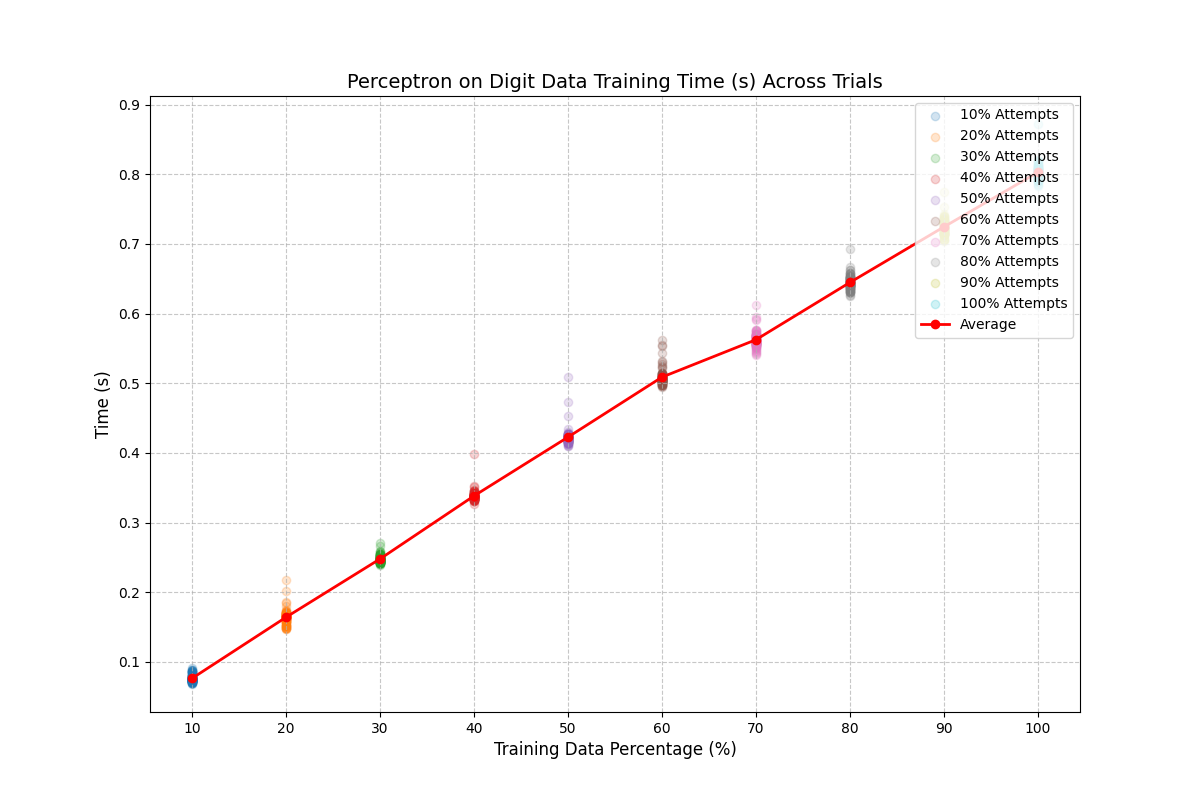 Perceptron on Digit Data Training Time (s) Across Trials
0.9
0.8
0.7
0.6
0.5
0.4
0.3
0.2
0.1
Time (s)
10% Attempts
20% Attempts
30% Attempts
40% Attempts
50% Attempts
60% Attempts
70% Attempts
80% Attempts
90% Attempts
100% Attempts
Average
10 20 30 40 50 60 70 80 90 100
Training Data Percentage (%)